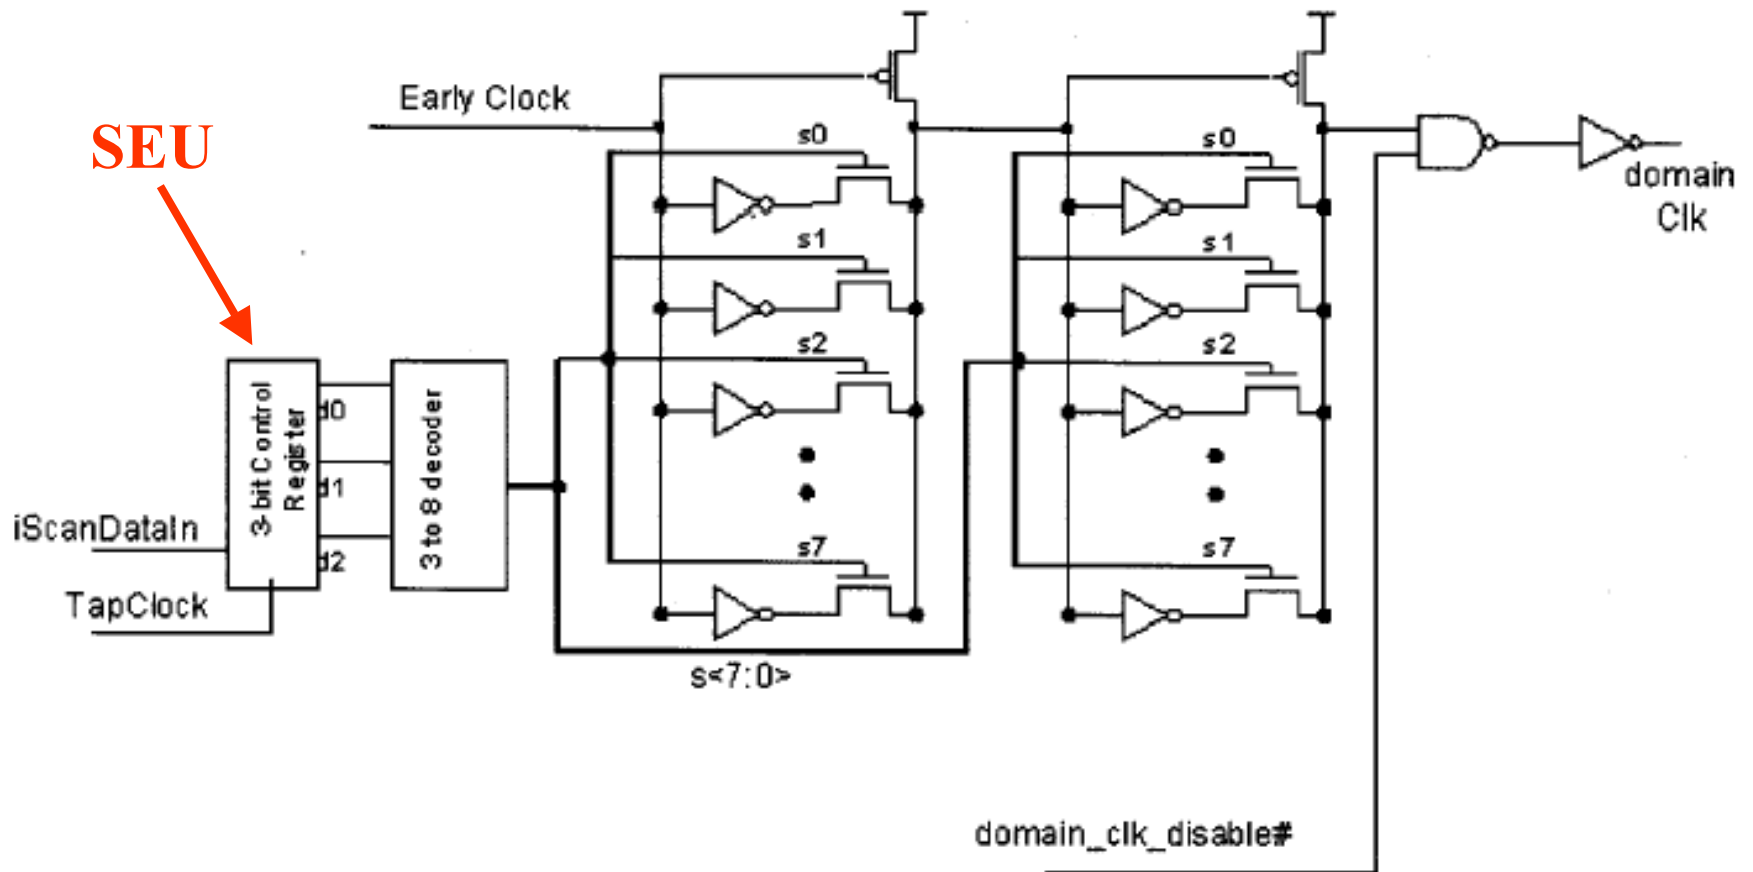 Early Clock
SEU
s0
s1
s2
s7
s0
s1
s2
s7
domain
Clk
3-bit Control
Register
d0
d1
d2
3 to 8 decoder
iScanDataIn
TapClock
s<7:0>
domain_clk_disable#